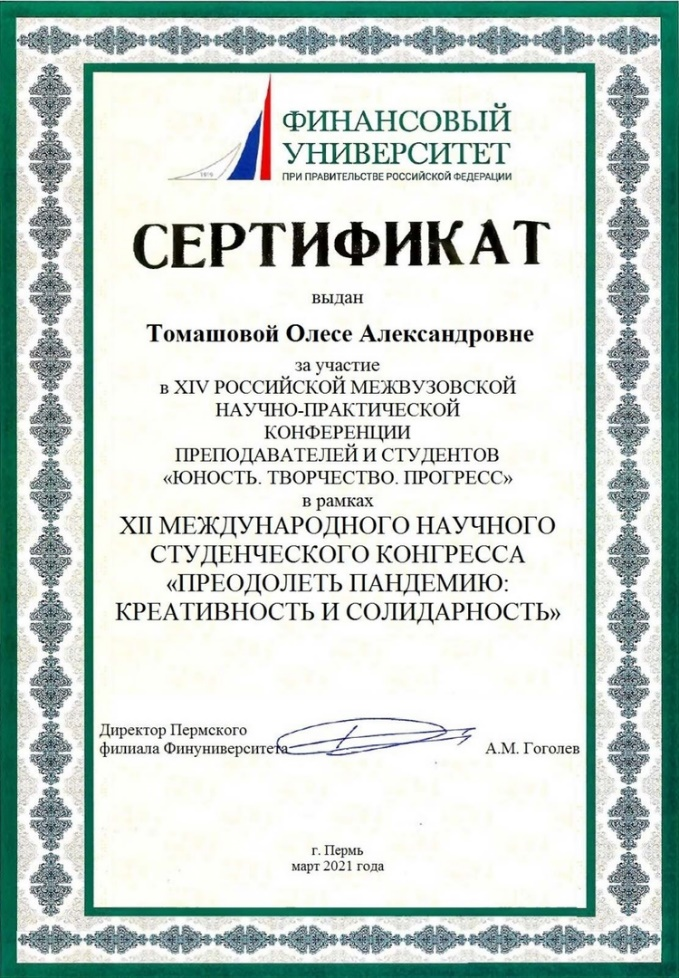 ФИНАНСОВЫЙ
УНИВЕРСИТЕТ
ПРИ ПРАВИТЕЛЬСТВЕ РОССИЙСКОЙ ФЕДЕРАЦИИ
1919
СЕРТИФИКАТ
выдан
Томашовой Олесе Александровне
за участие
в XIV РОССИЙСКОЙ МЕЖВУЗОВСКОЙ
НАУЧНО-ПРАКТИЧЕСКОЙ
КОНФЕРЕНЦИИ
ПРЕПОДАВАТЕЛЕЙ И СТУДЕНТОВ
«ЮНОСТЬ. ТВОРЧЕСТВО. ПРОГРЕСС»
в рамках
XII МЕЖДУНАРОДНОГО НАУЧНОГО
СТУДЕНЧЕСКОГО КОНГРЕССА
«ПРЕОДОЛЕТЬ ПАНДЕМИЮ:
КРЕАТИВНОСТЬ И СОЛИДАРНОСТЬ»
Директор Пермского
филиала Финуниверситета
А.М. Гоголев
г. Пермь
март 2021 года